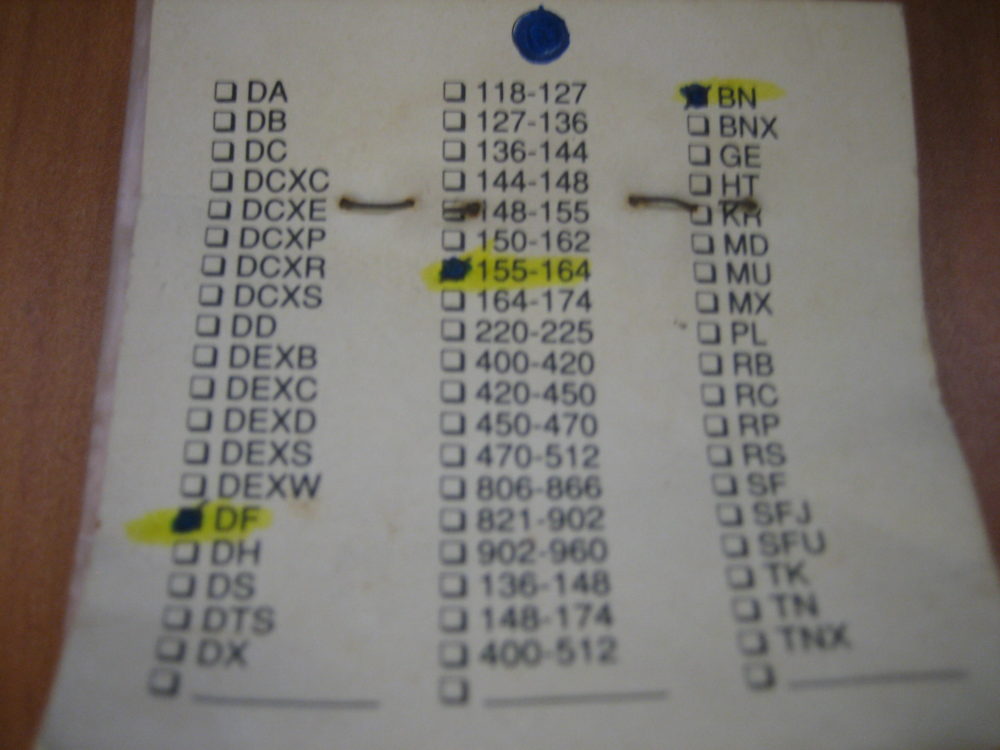 DA
DB
DC
DCXC
DCXE
DCXP
DCXR
DCXS
DD
DEXB
DEXC
DEXD
DEXS
DEXW
DF
DH
DS
DTS
DX
118-127
127-136
136-144
144-148
148-155
150-162
155-164
164-174
220-225
400-420
420-450
450-470
470-512
806-866
821-902
902-960
136-148
148-174
400-512
BN
BNX
GE
HT
KR
MD
MU
MX
PL
RB
RC
RP
RS
SF
SFJ
SFU
TK
TN
TNX